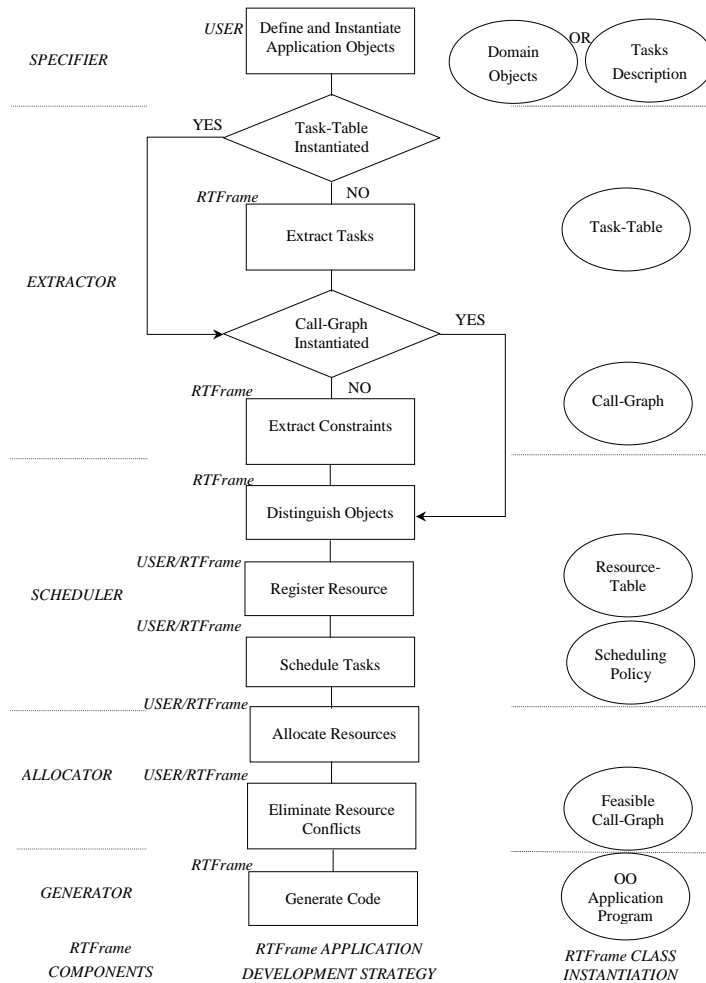 USER
Define and Instantiate
Application Objects
SPECIFIER
Domain
Objects
OR
Tasks
Description
YES
Task-Table
Instantiated
RTFrame
NO
Extract Tasks
Task-Table
EXTRACTOR
Call-Graph
Instantiated
YES
RTFrame
NO
Extract Constraints
Call-Graph
RTFrame
Distinguish Objects
USER/RTFrame
Register Resource
Resource-
Table
SCHEDULER
USER/RTFrame
Schedule Tasks
Scheduling
Policy
USER/RTFrame
Allocate Resources
ALLOCATOR
USER/RTFrame
Eliminate Resource
Conflicts
Feasible
Call-Graph
RTFrame
GENERATOR
Generate Code
OO
Application
Program
RTFrame
COMPONENTS
RTFrame APPLICATION
DEVELOPMENT STRATEGY
RTFrame CLASS
INSTANTIATION